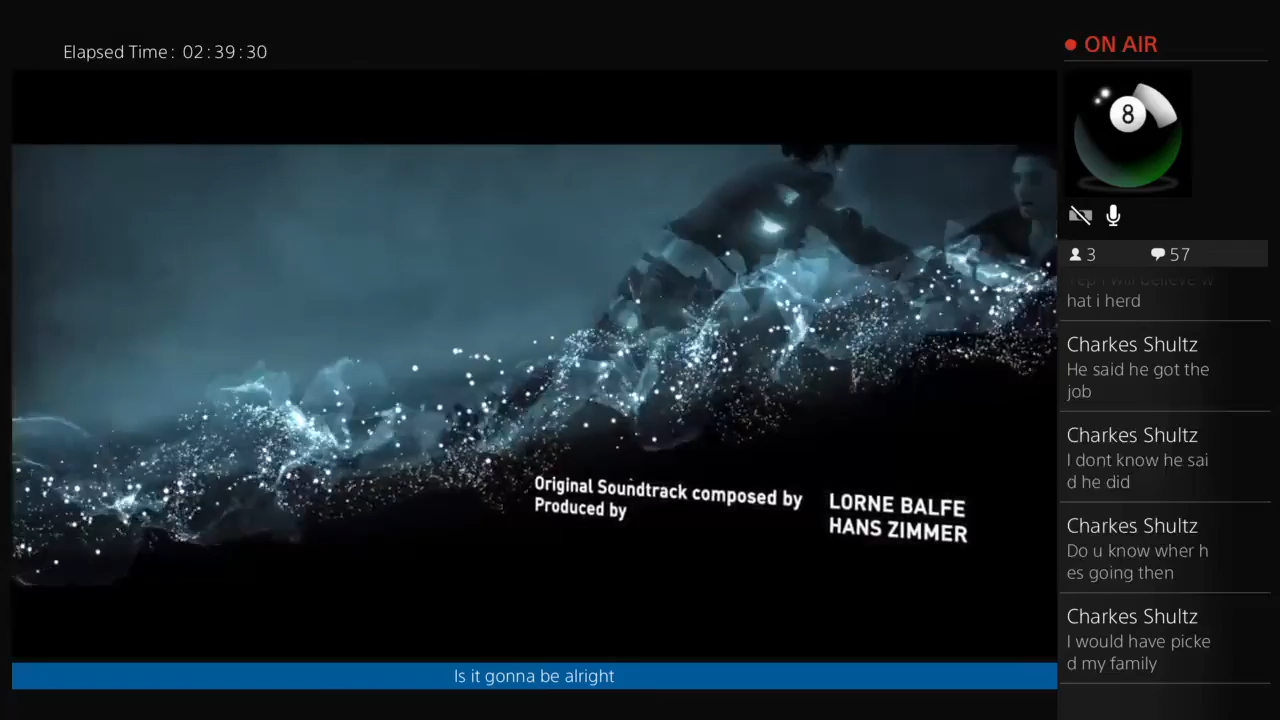 Elapsed Time: 02:39:30
ON AIR
8
3
57
Yep i will believe w
hat i herd
Charkes Shultz
He said he got the
job
Charkes Shultz
I dont know he sai
d he did
Charkes Shultz
Do u know wher h
es going then
Charkes Shultz
I would have picke
d my family
Original Soundtrack composed by LORNE BALFE
Produced by HANS ZIMMER
Is it gonna be alright